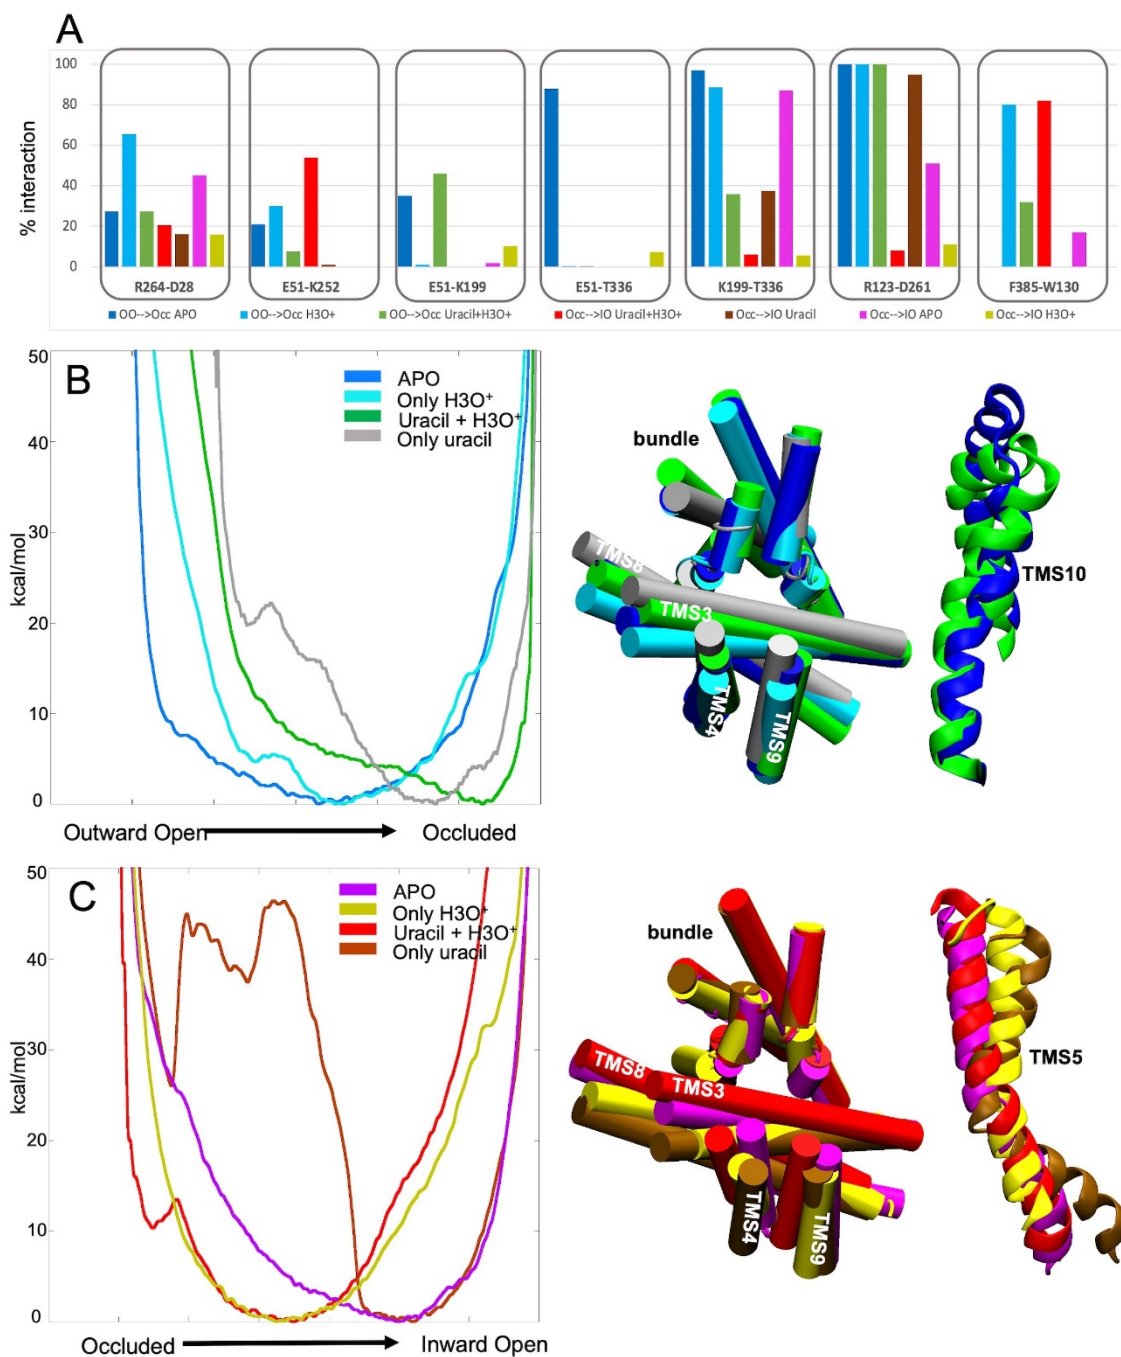 A
% interaction
100
80
60
40
20
0
R264-D28 E51-K252 E51-K199 E51-T336 K199-T336 R123-D261 F385-W130
OO-->Occ APO OO-->Occ H3O+ OO-->Occ Uracil+H3O+ Occ-->IO Uracil+H3O+ Occ-->IO Uracil Occ-->IO APO Occ-->IO H3O+
B
kcal/mol
50
40
30
20
10
0
APO
Only H3O⁺
Uracil + H3O⁺
Only uracil
Outward Open Occluded
bundle
TMS8
TMS3
TMS4
TMS9
TMS10
C
kcal/mol
50
40
30
20
10
0
APO
Only H3O⁺
Uracil + H3O⁺
Only uracil
Occluded Inward Open
bundle
TMS8
TMS3
TMS4
TMS9
TMS5